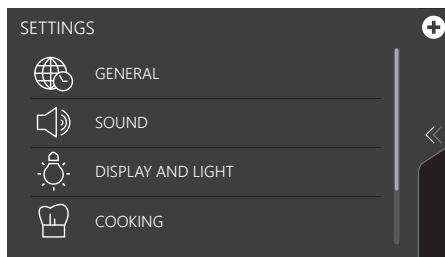 SETTINGS
GENERAL
SOUND
DISPLAY AND LIGHT
COOKING